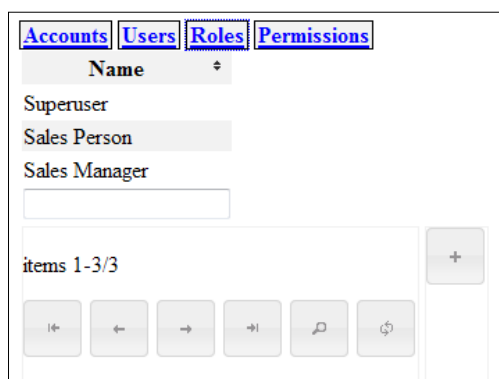 Accounts Users Roles Permissions
Name
Superuser
Sales Person
Sales Manager
items 1-3/3